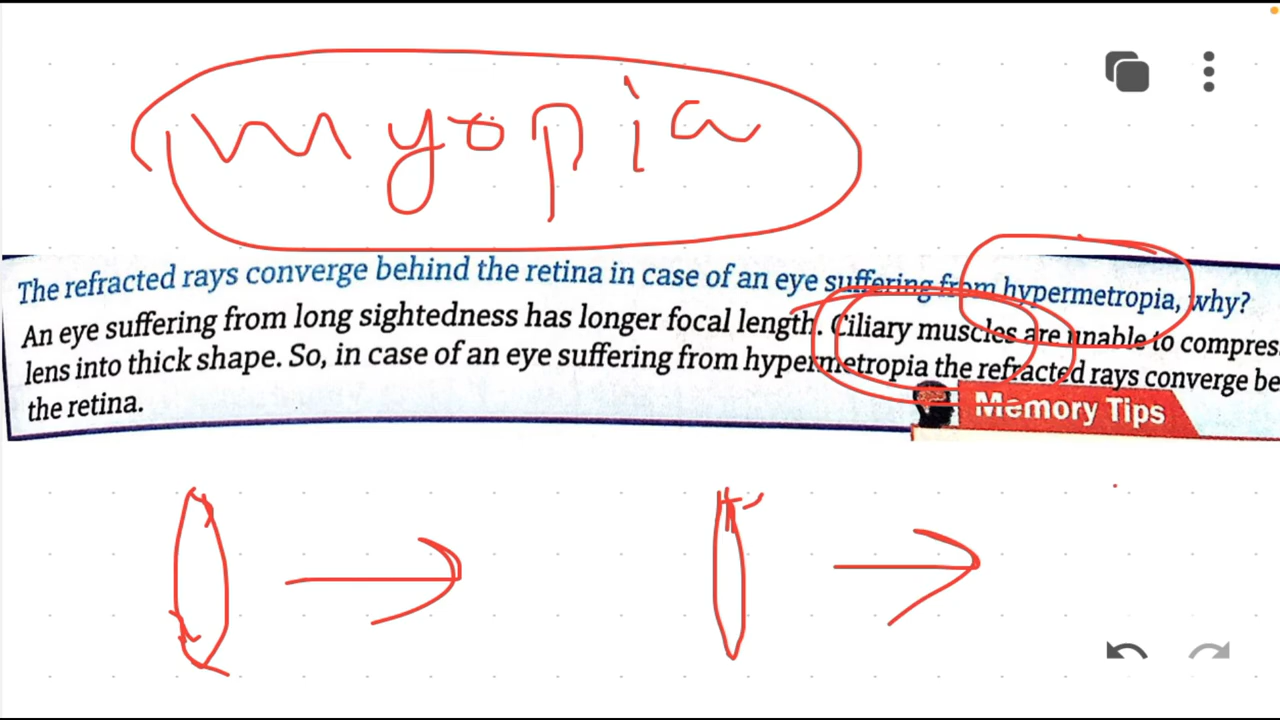 myopia
The refracted rays converge behind the retina in case of an eye suffering from hypermetropia, why?
An eye suffering from long sightedness has longer focal length. Ciliary muscles are unable to compres
lens into thick shape. So, in case of an eye suffering from hypermetropia the refracted rays converge be
the retina.
Memory Tips